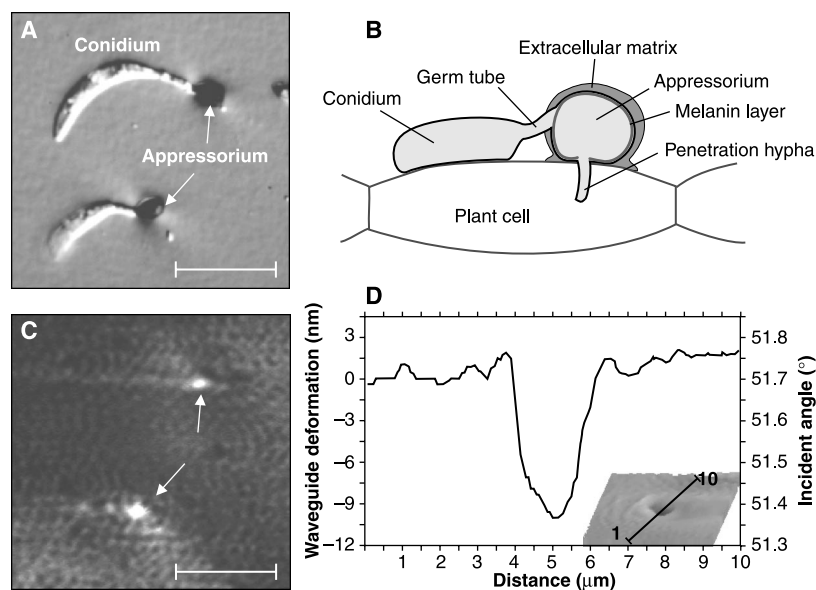 A
Conidium
Appressorium
B
Extracellular matrix
Germ tube
Appressorium
Conidium
Melanin layer
Penetration hypha
Plant cell
C
D
Waveguide deformation (nm)
3
0
–3
–6
–9
–12
51.8
51.7
51.6
51.5
51.4
51.3
Incident angle (°)
1
10
1 2 3 4 5 6 7 8 9 10
Distance (μm)